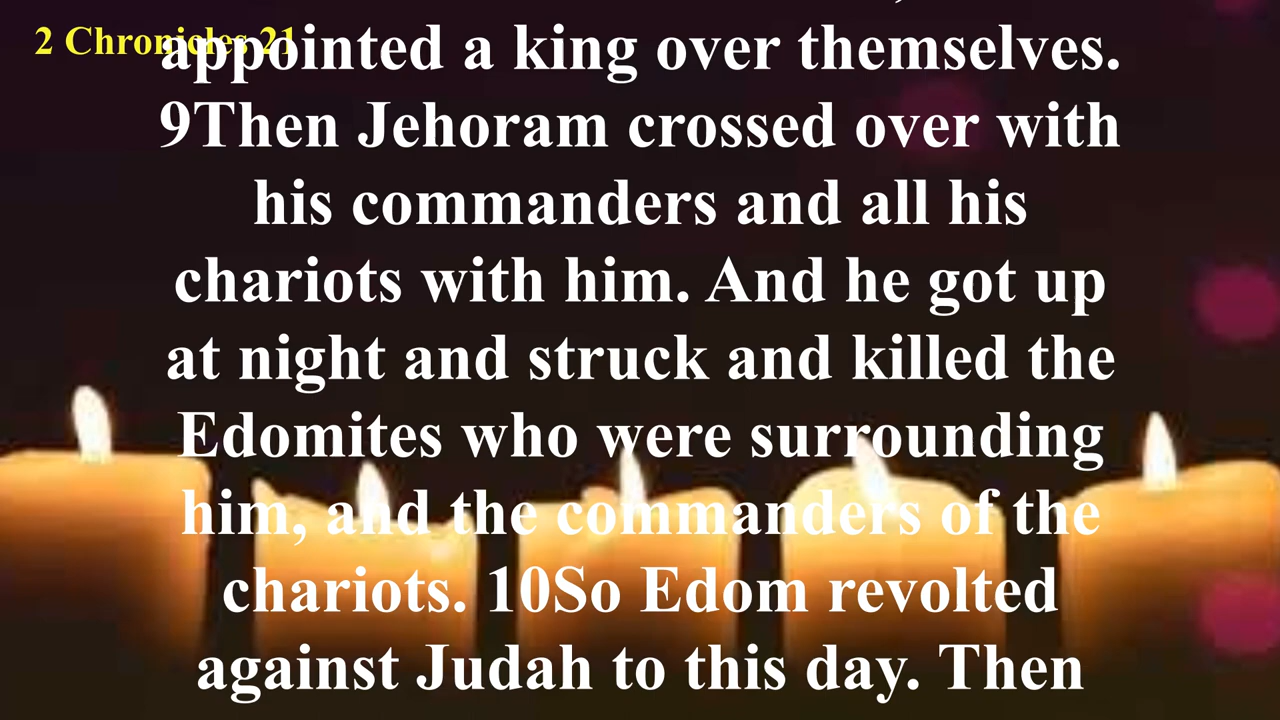 2 Chronicles 21
appointed a king over themselves.
9Then Jehoram crossed over with
his commanders and all his
chariots with him. And he got up
at night and struck and killed the
Edomites who were surrounding
him, and the commanders of the
chariots. 10So Edom revolted
against Judah to this day. Then